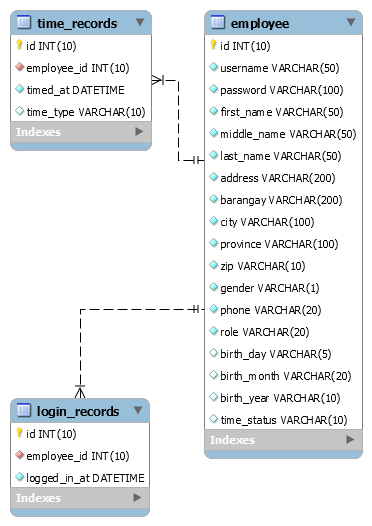 time_records
id INT(10)
employee_id INT(10)
timed_at DATETIME
time_type VARCHAR(10)
Indexes
employee
id INT(10)
username VARCHAR(50)
password VARCHAR(100)
first_name VARCHAR(50)
middle_name VARCHAR(50)
last_name VARCHAR(50)
address VARCHAR(200)
barangay VARCHAR(200)
city VARCHAR(100)
province VARCHAR(100)
zip VARCHAR(10)
gender VARCHAR(1)
phone VARCHAR(20)
role VARCHAR(20)
birth_day VARCHAR(5)
birth_month VARCHAR(20)
birth_year VARCHAR(10)
time_status VARCHAR(10)
Indexes
login_records
id INT(10)
employee_id INT(10)
logged_in_at DATETIME
Indexes